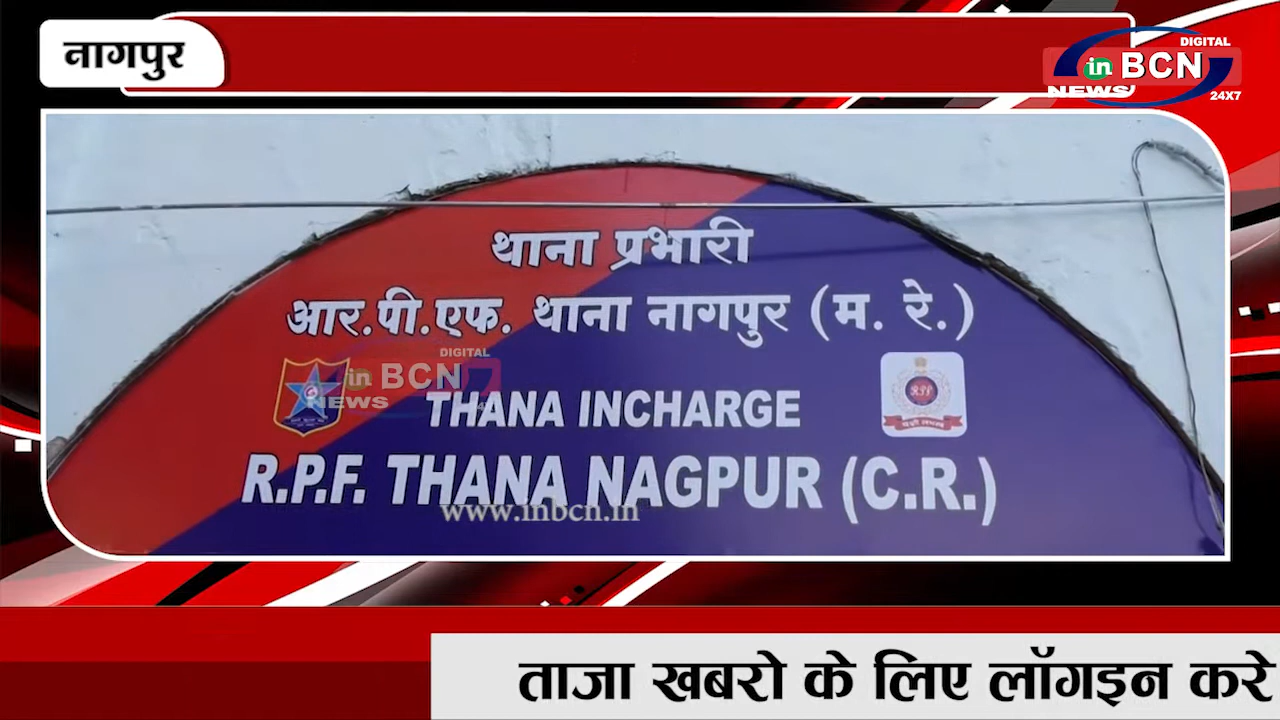 नागपुर
DIGITAL
in BCN
NEWS
24X7
थाना प्रभारी
आर.पी.एफ. थाना नागपुर (म. रे.)
DIGITAL
in BCN
NEWS
THANA INCHARGE
R.P.F.
R.P.F. THANA NAGPUR (C.R.)
www.inbcn.in
ताजा खबरो के लिए लॉगइन करे